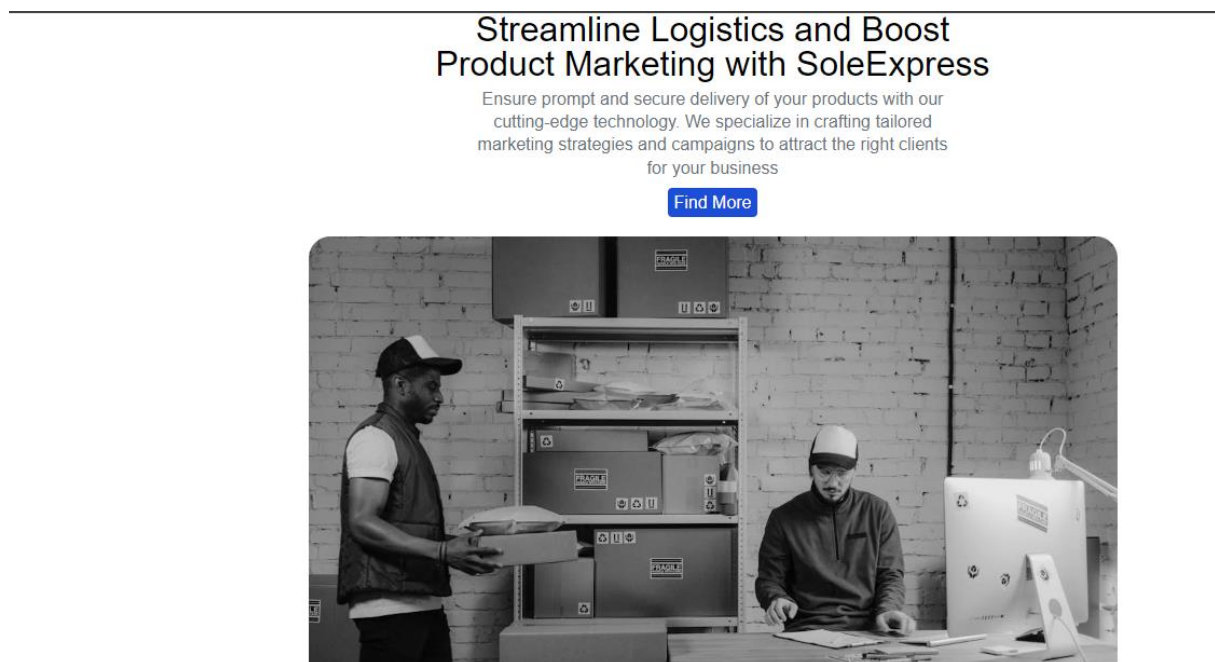 Streamline Logistics and Boost
Product Marketing with SoleExpress
Ensure prompt and secure delivery of your products with our
cutting-edge technology. We specialize in crafting tailored
marketing strategies and campaigns to attract the right clients
for your business
Find More
FRAGILE
FRAGILE
FRAGILE
FRAGILE